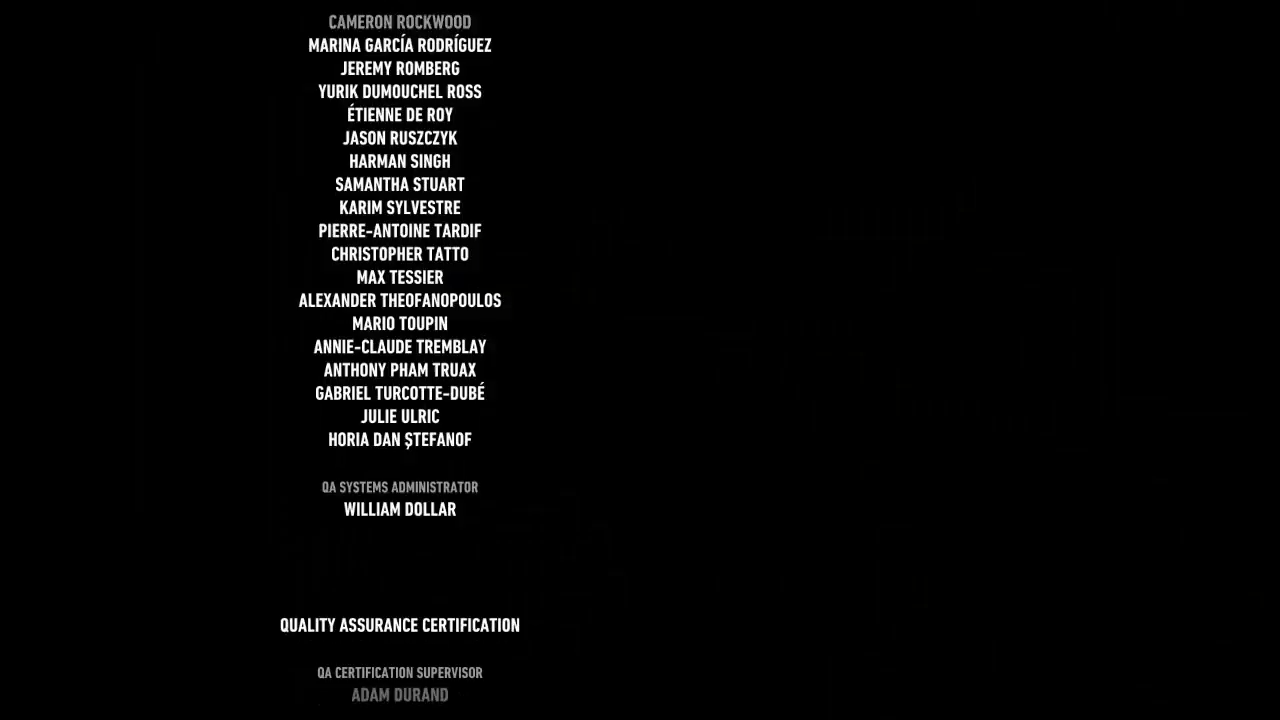 CAMERON ROCKWOOD
MARINA GARCÍA RODRÍGUEZ
JEREMY ROMBERG
YURIK DUMOUCHEL ROSS
ÉTIENNE DE ROY
JASON RUSZCZYK
HARMAN SINGH
SAMANTHA STUART
KARIM SYLVESTRE
PIERRE-ANTOINE TARDIF
CHRISTOPHER TATTO
MAX TESSIER
ALEXANDER THEOFANOPOULOS
MARIO TOUPIN
ANNIE-CLAUDE TREMBLAY
ANTHONY PHAM TRUAX
GABRIEL TURCOTTE-DUBÉ
JULIE ULRIC
HORIA DAN ŞTEFANOF
QA SYSTEMS ADMINISTRATOR
WILLIAM DOLLAR
QUALITY ASSURANCE CERTIFICATION
QA CERTIFICATION SUPERVISOR
ADAM DURAND